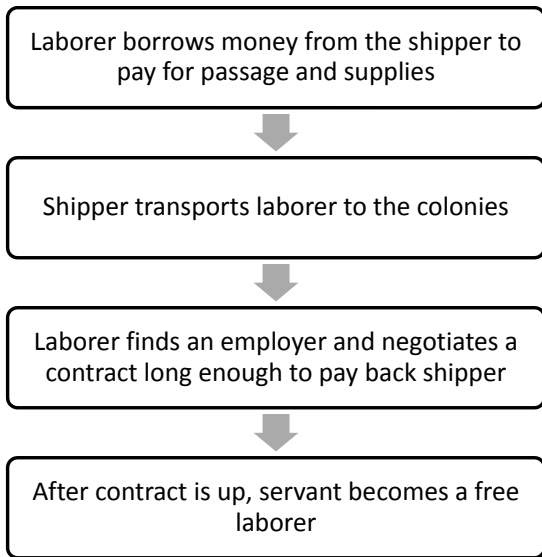 Laborer borrows money from the shipper to
pay for passage and supplies
Shipper transports laborer to the colonies
Laborer finds an employer and negotiates a
contract long enough to pay back shipper
After contract is up, servant becomes a free
laborer